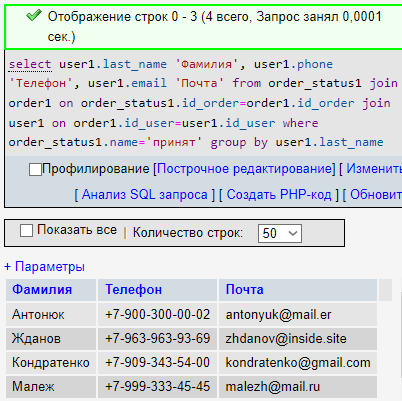 Отображение строк 0 - 3 (4 всего, Запрос занял 0,0001
сек.)
select user1.last_name 'Фамилия', user1.phone
'Телефон', user1.email 'Почта' from order_status1 join
order1 on order_status1.id_order=order1.id_order join
user1 on order1.id_user=user1.id_user where
order_status1.name='принят' group by user1.last_name
Профилирование [Построчное редактирование] [ Изменить
[ Анализ SQL запроса ] [ Создать PHP-код ] [ Обновит
Показать все | Количество строк: 50
+ Параметры
Фамилия Телефон Почта
Антонюк +7-900-300-00-02 antonyuk@mail.er
Жданов +7-963-963-93-69 zhdanov@inside.site
Кондратенко +7-909-343-54-00 kondratenko@gmail.com
Малеж +7-999-333-45-45 malezh@mail.ru